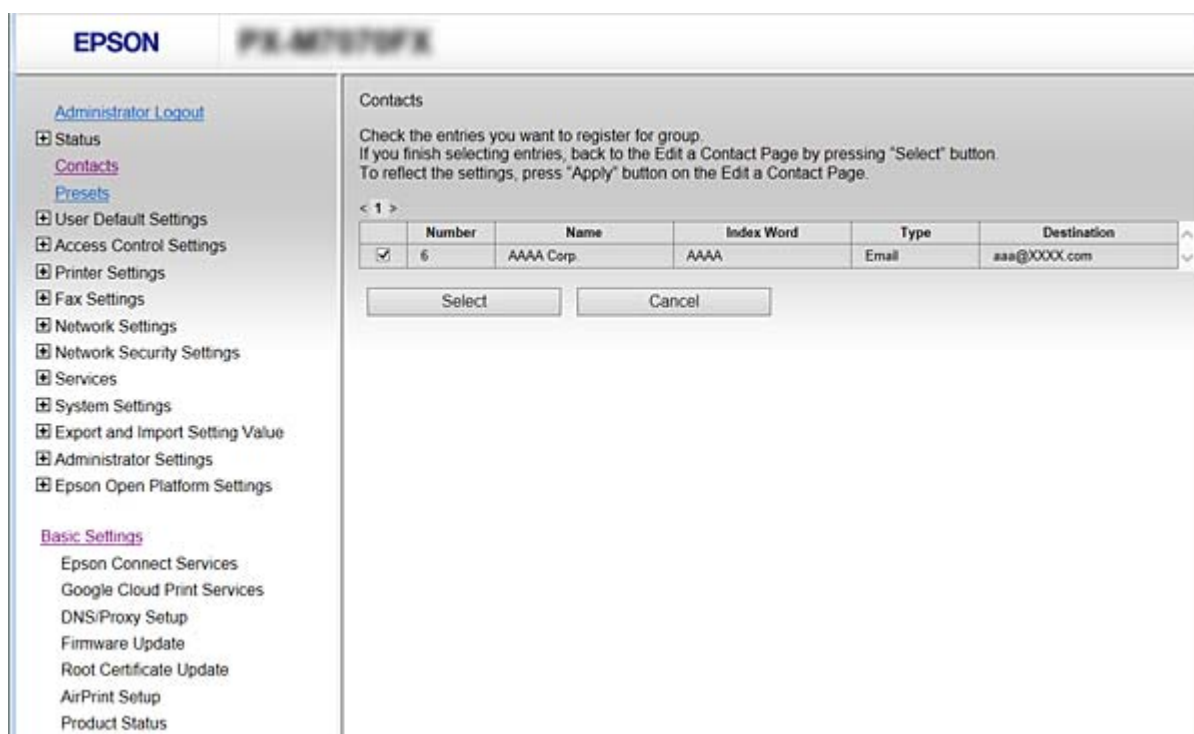 EPSON
Administrator Logout
Status
Contacts
Presets
User Default Settings
Access Control Settings
Printer Settings
Fax Settings
Network Settings
Network Security Settings
Services
System Settings
Export and Import Setting Value
Administrator Settings
Epson Open Platform Settings
Basic Settings
Epson Connect Services
Google Cloud Print Services
DNS/Proxy Setup
Firmware Update
Root Certificate Update
AirPrint Setup
Product Status
Contacts
Check the entries you want to register for group.
If you finish selecting entries, back to the Edit a Contact Page by pressing "Select" button.
To reflect the settings, press "Apply" button on the Edit a Contact Page.
< 1 >
Number Name Index Word Type Destination
6 AAAA Corp. AAAA Email aaa@XXXX.com
Select Cancel